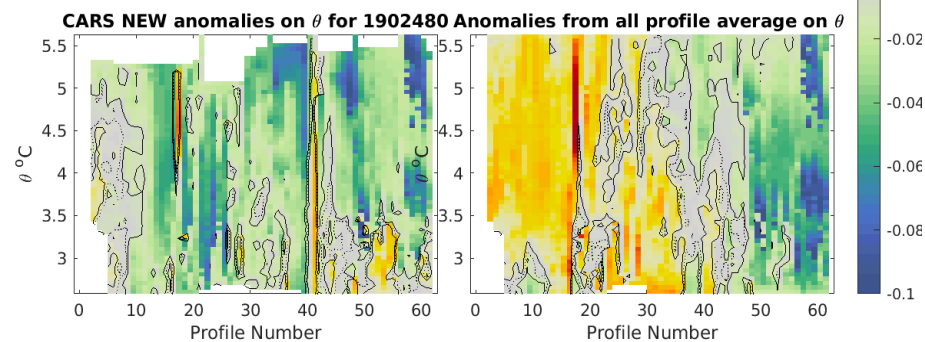 CARS NEW anomalies on θ for 1902480 Anomalies from all profile average on θ
5.5
5
4.5
4
3.5
3
θ °C
0 10 20 30 40 50 60
Profile Number
5.5
5
4.5
4
3.5
3
θ °C
0 10 20 30 40 50 60
Profile Number
-0.02
-0.04
-0.06
-0.08
-0.1